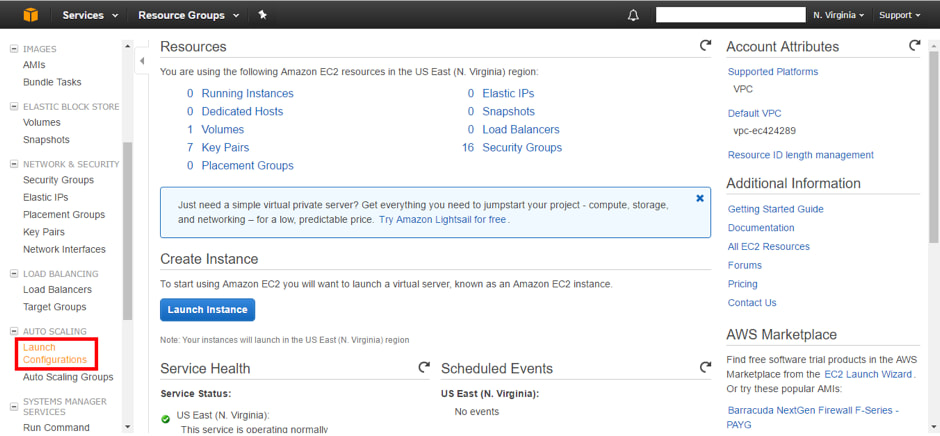 Services
Resource Groups
N. Virginia
Support
IMAGES
AMIs
Bundle Tasks
ELASTIC BLOCK STORE
Volumes
Snapshots
NETWORK & SECURITY
Security Groups
Elastic IPs
Placement Groups
Key Pairs
Network Interfaces
LOAD BALANCING
Load Balancers
Target Groups
AUTO SCALING
Launch
Configurations
Auto Scaling Groups
SYSTEMS MANAGER
SERVICES
Run Command
Resources
You are using the following Amazon EC2 resources in the US East (N. Virginia) region:
0 Running Instances
0 Dedicated Hosts
1 Volumes
7 Key Pairs
0 Placement Groups
0 Elastic IPs
0 Snapshots
0 Load Balancers
16 Security Groups
Just need a simple virtual private server? Get everything you need to jumpstart your project - compute, storage,
and networking – for a low, predictable price. Try Amazon Lightsail for free.
Create Instance
To start using Amazon EC2 you will want to launch a virtual server, known as an Amazon EC2 instance.
Launch Instance
Note: Your instances will launch in the US East (N. Virginia) region
Service Health
Service Status:
US East (N. Virginia):
This service is operating normally
Scheduled Events
US East (N. Virginia):
No events
Account Attributes
Supported Platforms
VPC
Default VPC
vpc-ec424289
Resource ID length management
Additional Information
Getting Started Guide
Documentation
All EC2 Resources
Forums
Pricing
Contact Us
AWS Marketplace
Find free software trial products in the AWS
Marketplace from the EC2 Launch Wizard.
Or try these popular AMIs:
Barracuda NextGen Firewall F-Series -
PAYG